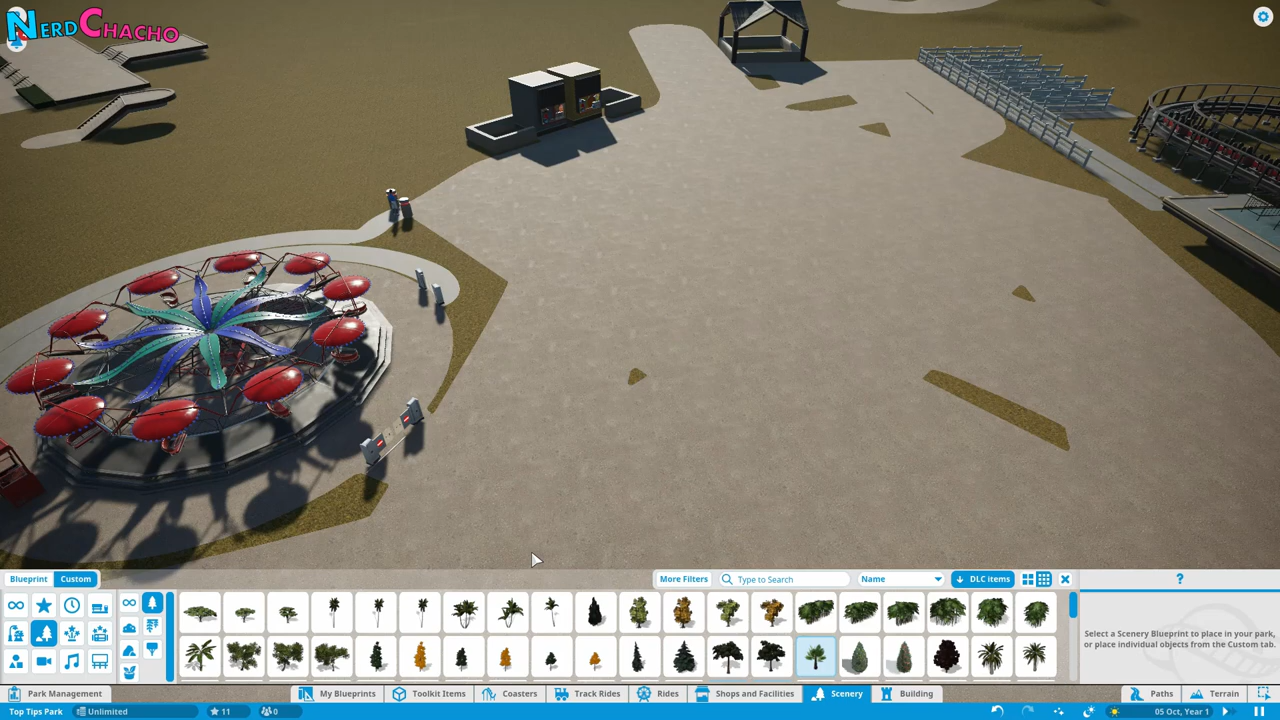 NerdChacho
Blueprint Custom More Filters Type to Search Name DLC items ?
Select a Scenery Blueprint to place in your park,
or place individual objects from the Custom tab.
Park Management My Blueprints Toolkit Items Coasters Track Rides Rides Shops and Facilities Scenery Building Paths Terrain
Top Tips Park Unlimited 11 0 05 Oct, Year 1